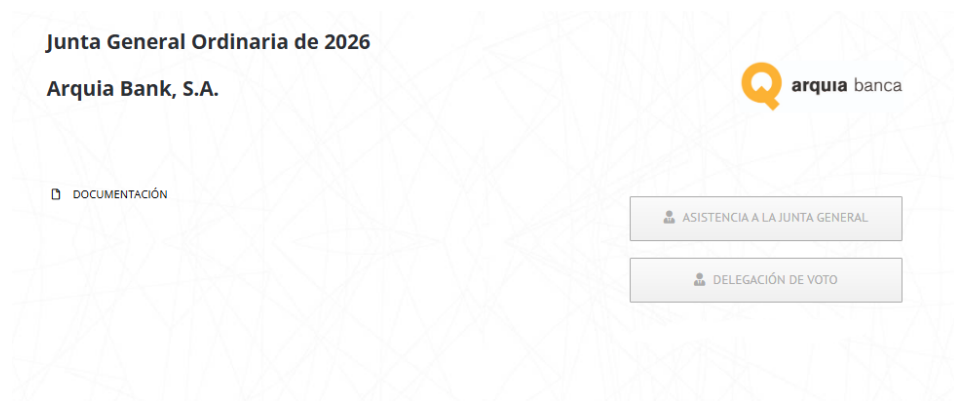 Junta General Ordinaria de 2026
Arquia Bank, S.A.
arquia banca
DOCUMENTACIÓN
ASISTENCIA A LA JUNTA GENERAL
DELEGACIÓN DE VOTO